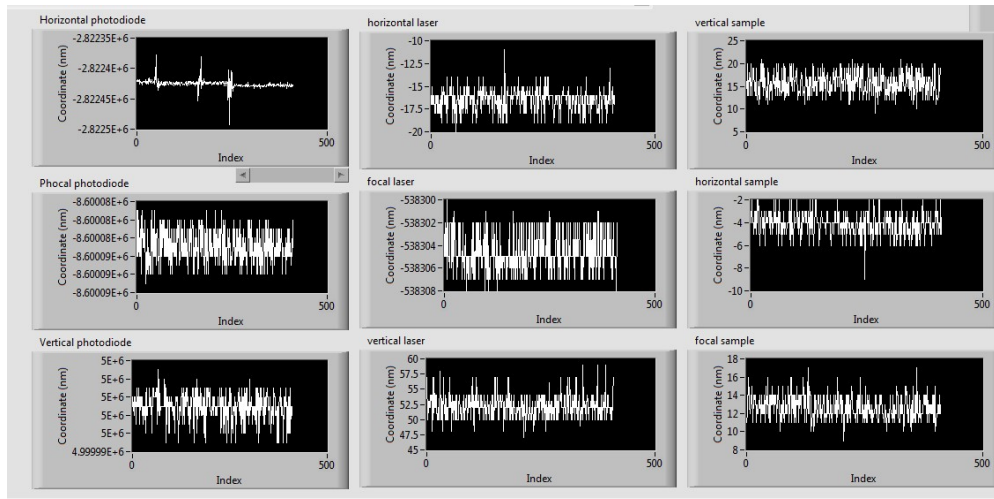 Horizontal photodiode
Coordinate (nm)
-2.82235E+6
-2.8224E+6
-2.82245E+6
-2.8225E+6
0
500
Index
horizontal laser
Coordinate (nm)
-10
-12
-15
-17
-20
0
500
Index
vertical sample
Coordinate (nm)
25
20
15
10
5
0
500
Index
Phocal photodiode
Coordinate (nm)
-8.60008E+6
-8.60008E+6
-8.60008E+6
-8.60008E+6
-8.60009E+6
-8.60009E+6
0
500
Index
focal laser
Coordinate (nm)
-538300
-538302
-538304
-538306
-538308
0
500
Index
horizontal sample
Coordinate (nm)
-2
-4
-6
-8
-10
0
500
Index
Vertical photodiode
Coordinate (nm)
5E+6
5E+6
5E+6
5E+6
5E+6
4.99999E+6
0
500
Index
vertical laser
Coordinate (nm)
60
57.5
55
52.5
50
47.5
45
0
500
Index
focal sample
Coordinate (nm)
18
16
14
12
10
8
0
500
Index